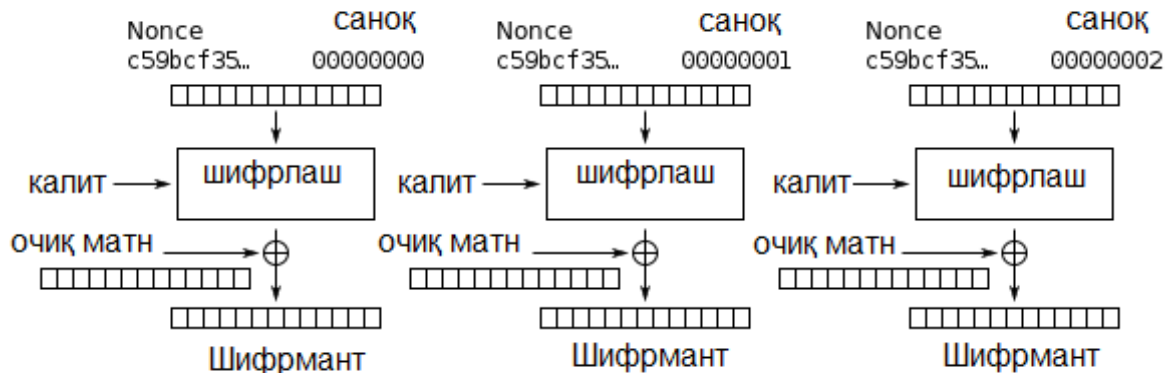 Nonce саноқ Nonce саноқ Nonce саноқ
c59bcf35… 00000000 c59bcf35… 00000001 c59bcf35… 00000002
калит шифрлаш калит шифрлаш калит шифрлаш
очиқ матн очиқ матн очиқ матн
Шифрмант Шифрмант Шифрмант